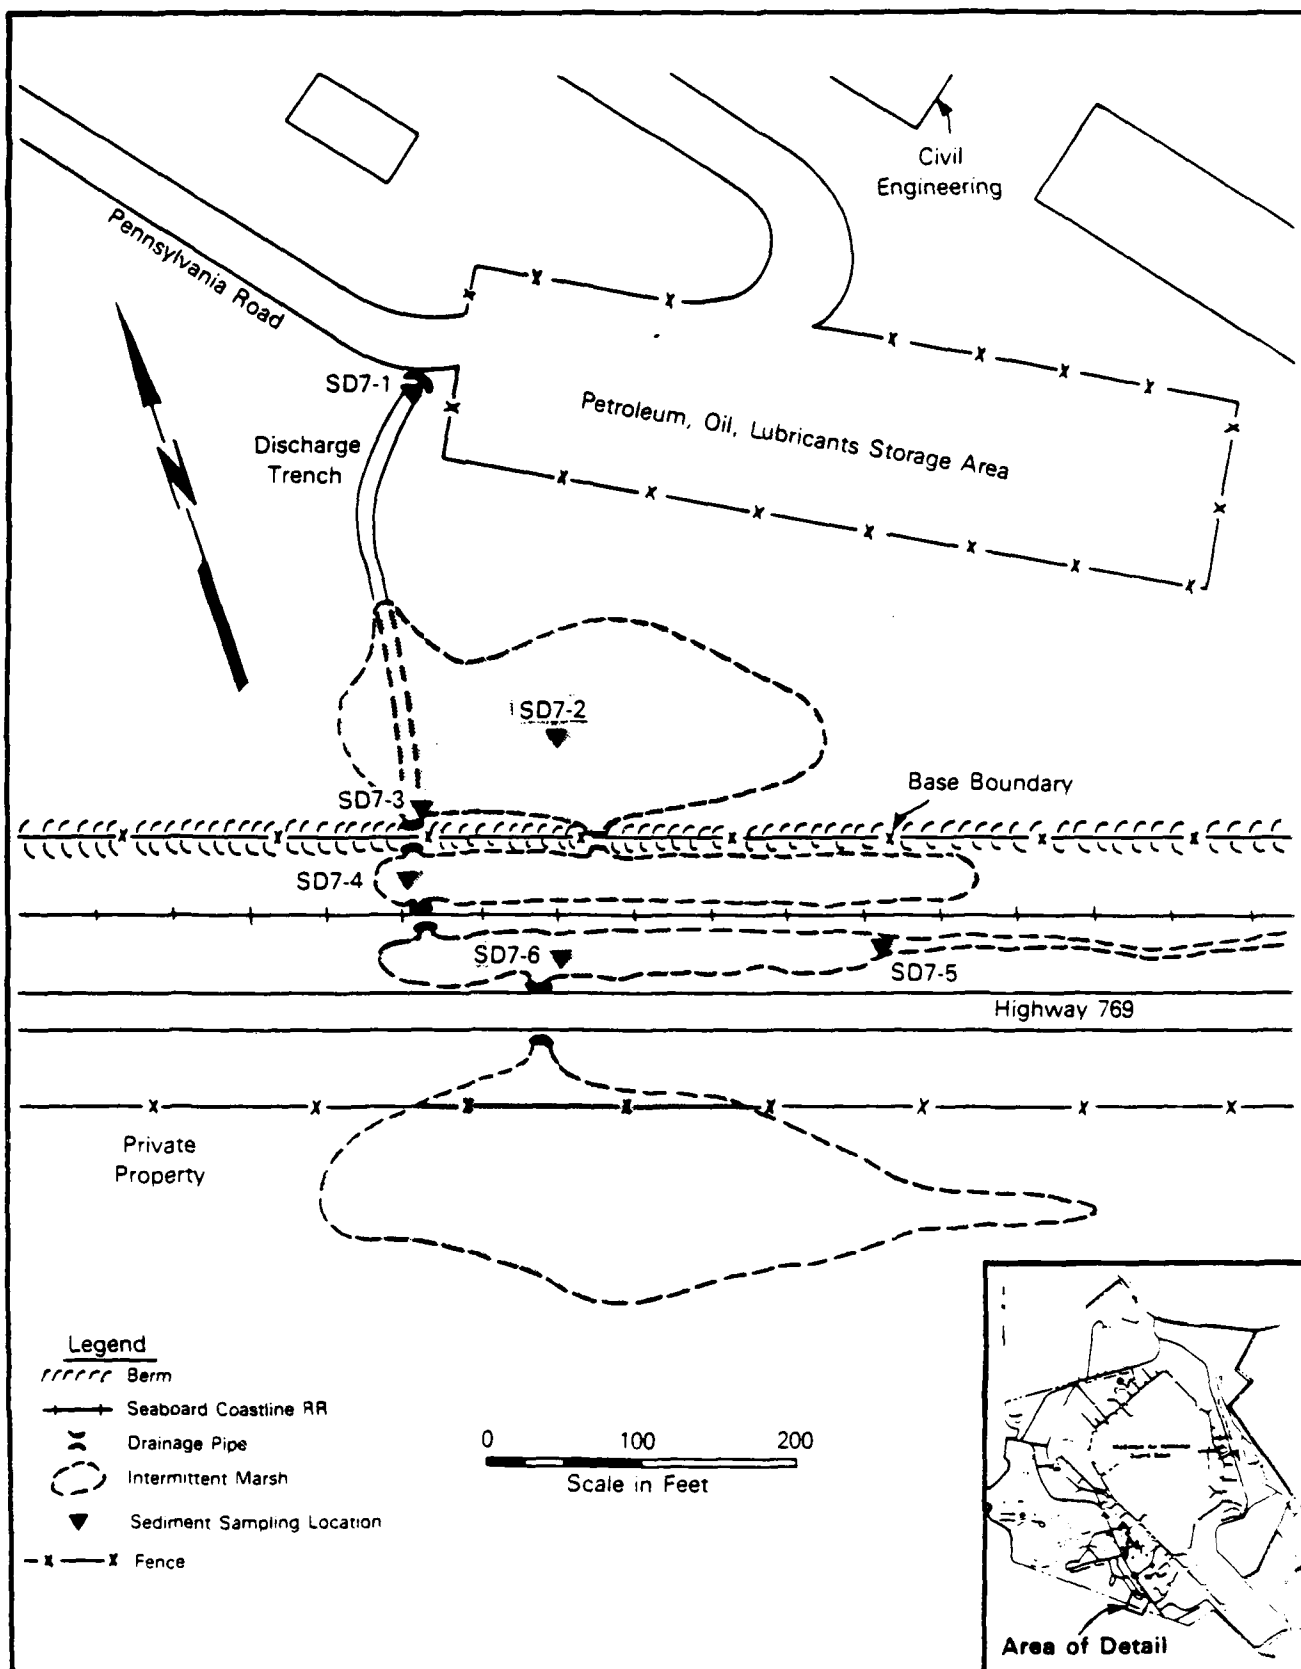 Civil
Engineering
Pennsylvania Road
SD7-1
Petroleum, Oil, Lubricants Storage Area
Discharge
Trench
SD7-2
Base Boundary
SD7-3
SD7-4
SD7-6
SD7-5
Highway 769
Private
Property
Legend
Berm
Seaboard Coastline RR
Drainage Pipe
Intermittent Marsh
Sediment Sampling Location
Fence
0 100 200
Scale in Feet
Area of Detail